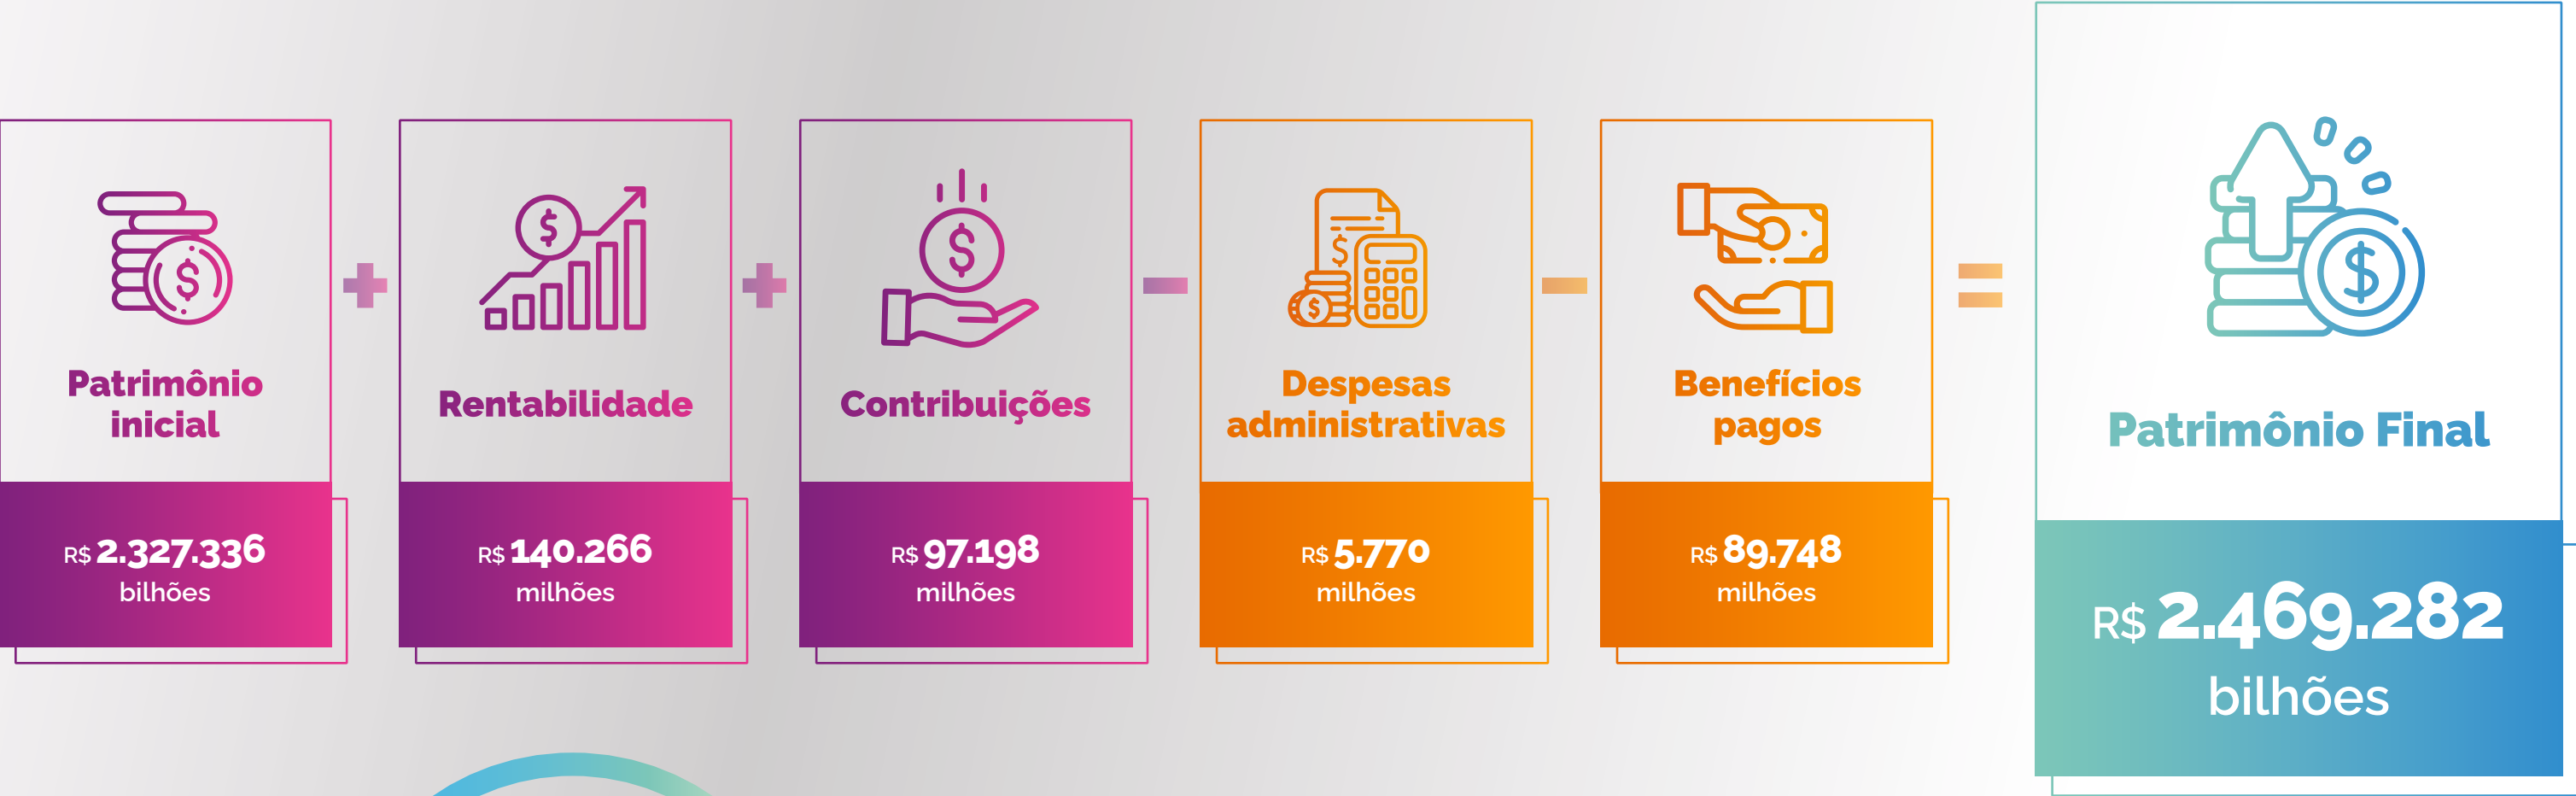 Patrimônio
inicial
R$ 2.327.336
bilhões
+
Rentabilidade
R$ 140.266
milhões
+
Contribuições
R$ 97.198
milhões
-
Despesas
administrativas
R$ 5.770
milhões
-
Benefícios
pagos
R$ 89.748
milhões
=
Patrimônio Final
R$ 2.469.282
bilhões